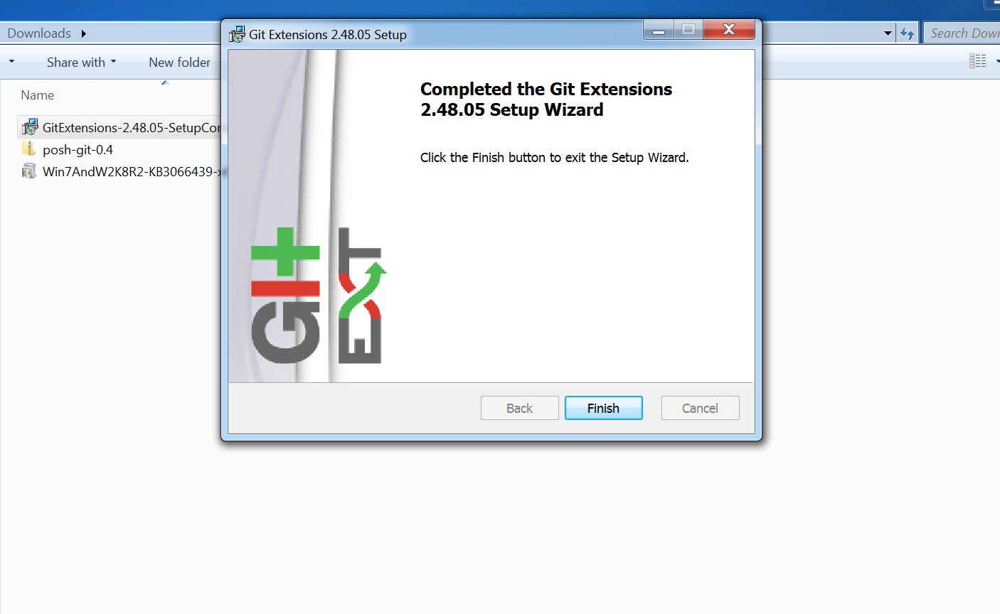 Downloads
Search Dow
Share with
New folder
Name
GitExtensions-2.48.05-SetupCor
posh-git-0.4
Win7AndW2K8R2-KB3066439-x
Git Extensions 2.48.05 Setup
Completed the Git Extensions
2.48.05 Setup Wizard
Click the Finish button to exit the Setup Wizard.
GIt
EXT
Back
Finish
Cancel